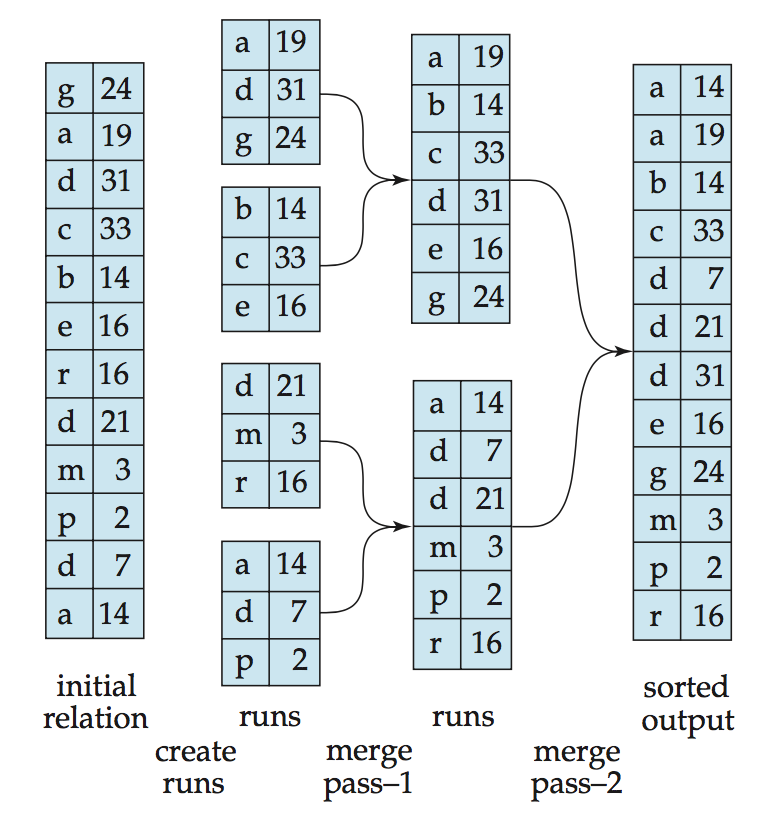 g 24
a 19
d 31
c 33
b 14
e 16
r 16
d 21
m 3
p 2
d 7
a 14
initial
relation
create
runs
a 19
d 31
g 24
b 14
c 33
e 16
d 21
m 3
r 16
a 14
d 7
p 2
runs
merge
pass–1
a 19
b 14
c 33
d 31
e 16
g 24
a 14
d 7
d 21
m 3
p 2
r 16
runs
merge
pass–2
a 14
a 19
b 14
c 33
d 7
d 21
d 31
e 16
g 24
m 3
p 2
r 16
sorted
output